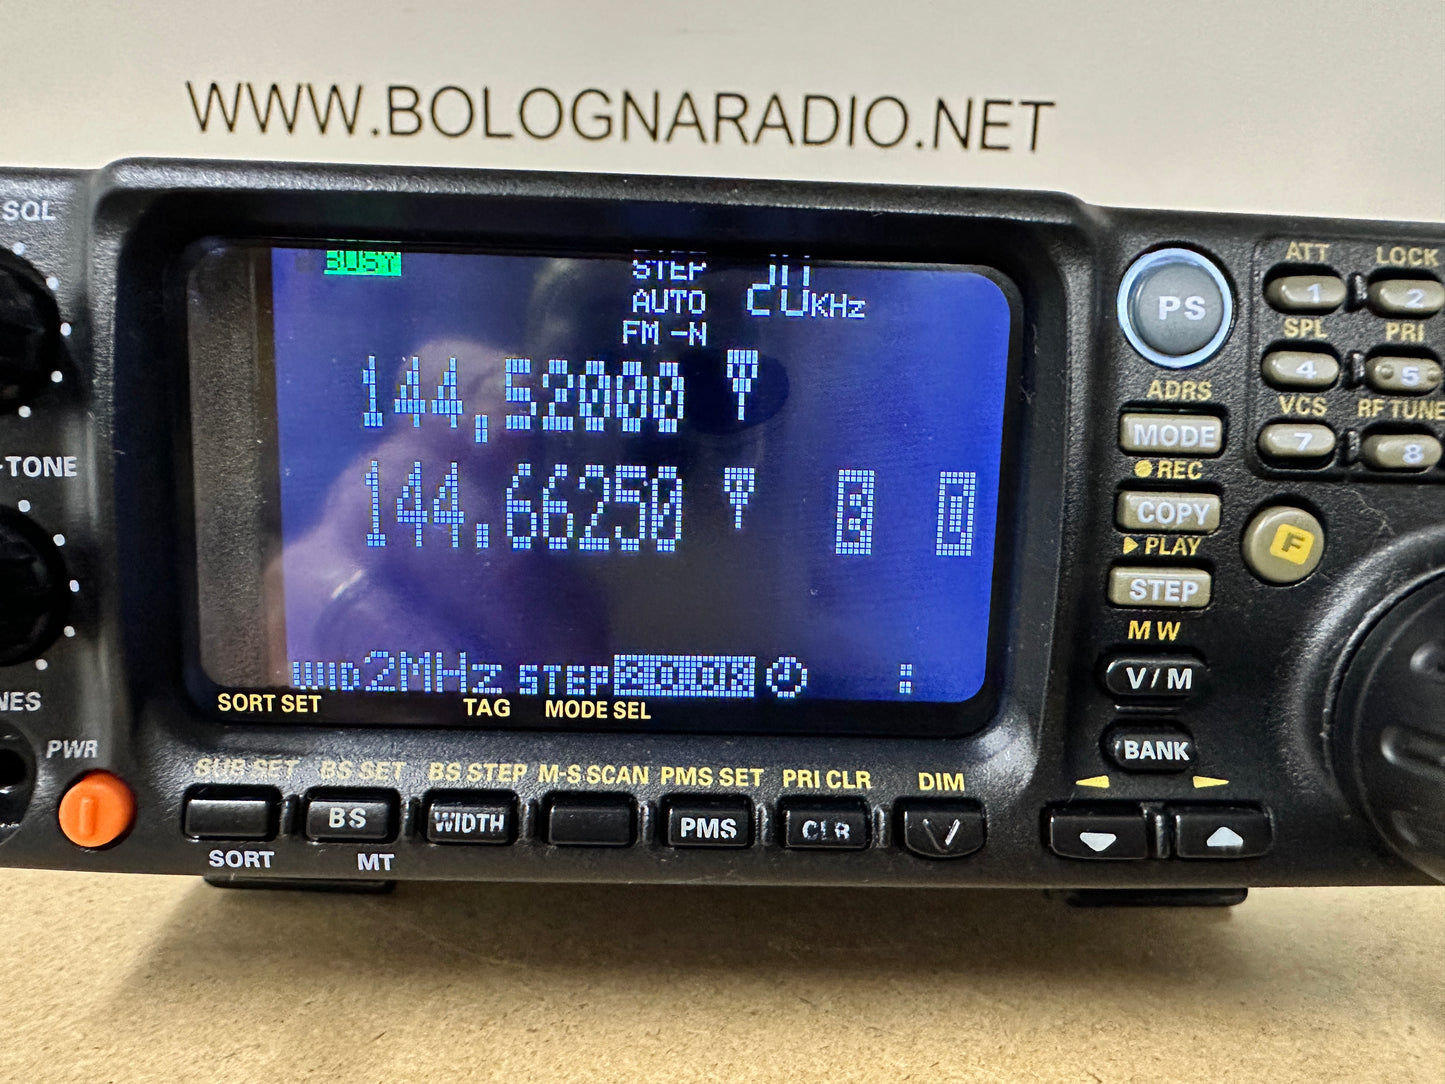 WWW.BOLOGNARADIO.NET
SQL
BUSY
STEP
AUTO
KHz
FM -N
144,52000
144.66250
2MHz STEP
SORT SET TAG MODE SEL
-TONE
PWR
SUB SET BS SET BS STEP M-S SCAN PMS SET PRI CLR DIM
BS WIDTH PMS CLR
SORT MT
PS
ADRS
MODE
REC
COPY
PLAY
STEP
MW
V/M
BANK
F
ATT LOCK
1 2
SPL PRI
4 5
VCS RF TUNE
7 8